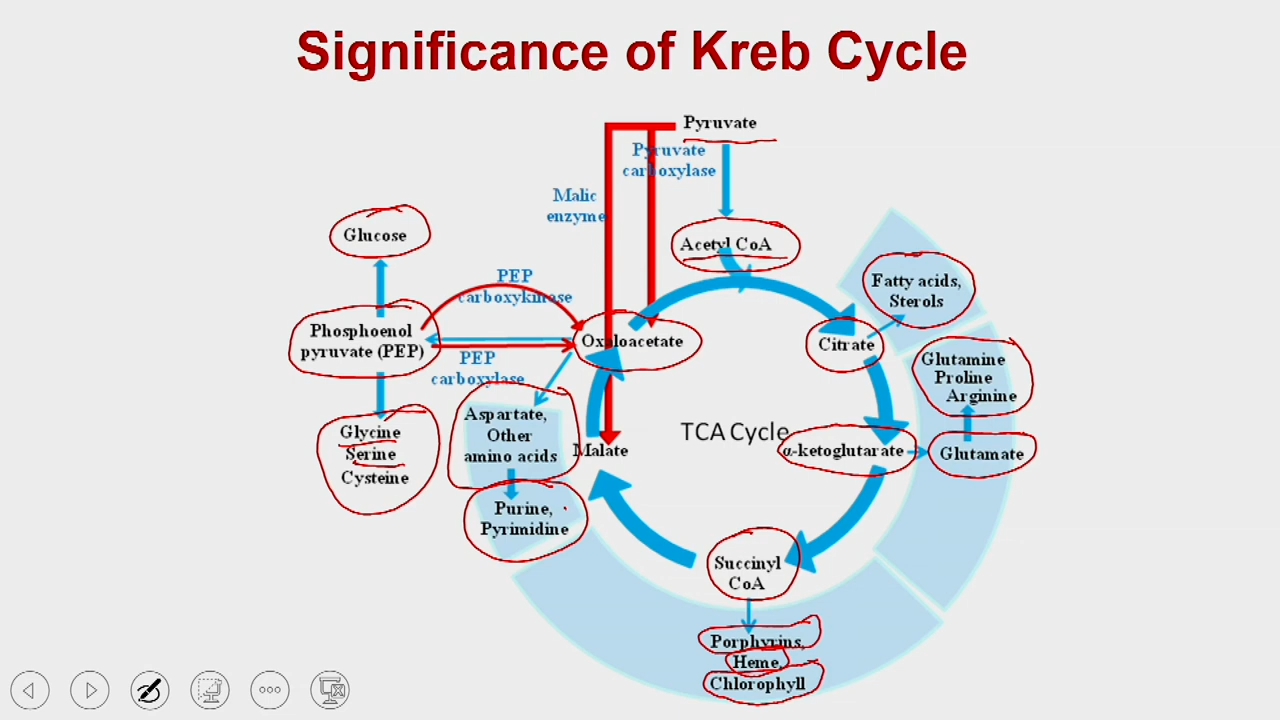 Significance of Kreb Cycle
Pyruvate
Pyruvate
carboxylase
Malic
enzyme
Acetyl CoA
Glucose
PEP
carboxykinase
Phosphoenol
pyruvate (PEP)
PEP
carboxylase
Oxaloacetate
Citrate
Fatty acids,
Sterols
Glutamine
Proline
Arginine
Glutamate
α-ketoglutarate
TCA Cycle
Malate
Aspartate,
Other
amino acids
Purine,
Pyrimidine
Glycine
Serine
Cysteine
Succinyl
CoA
Porphyrins,
Heme,
Chlorophyll